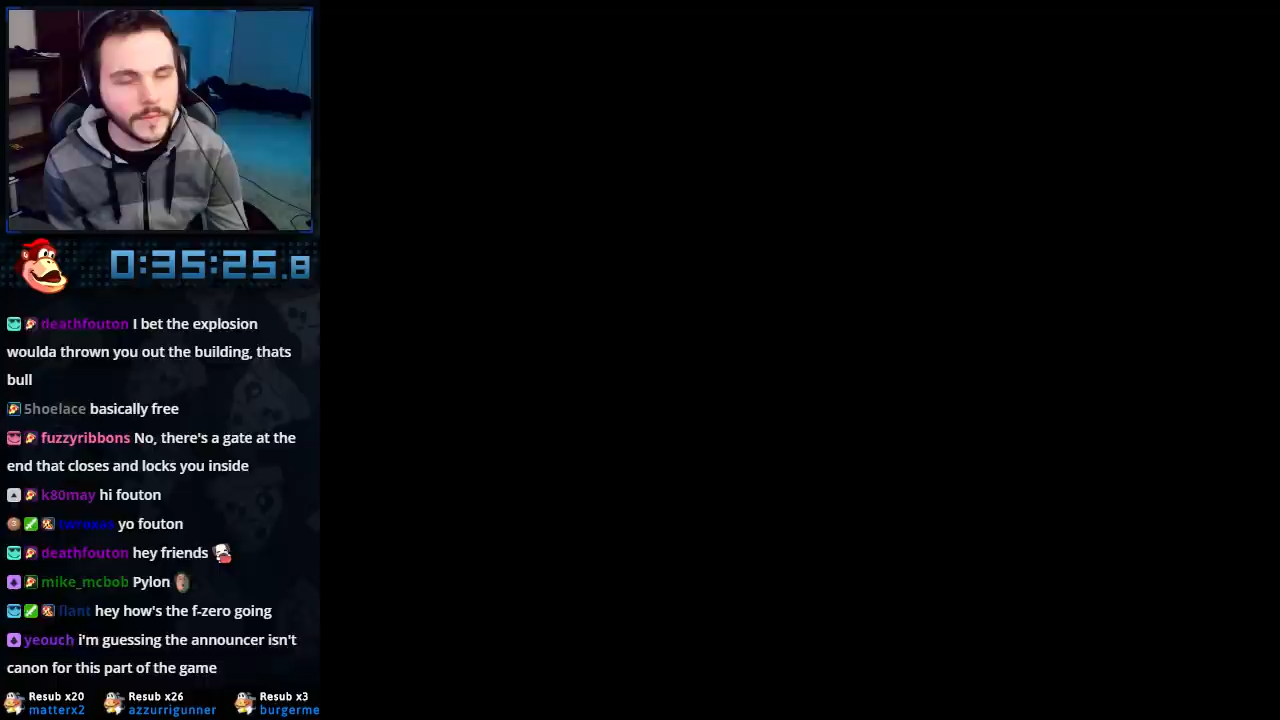 0:35:25.8
deathfouton I bet the explosion
woulda thrown you out the building, thats
bull
5hoelace basically free
fuzzyribbons No, there's a gate at the
end that closes and locks you inside
k80may hi fouton
yo fouton
deathfouton hey friends
mike_mcbob Pylon
flant hey how's the f-zero going
yeouch i'm guessing the announcer isn't
canon for this part of the game
Resub x20 Resub x26 Resub x3
matterx2 azzurrigunner burgerme